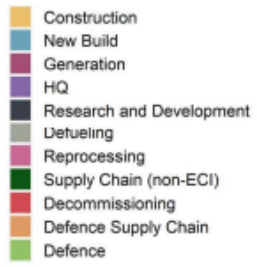 Construction
New Build
Generation
HQ
Research and Development
Defueling
Reprocessing
Supply Chain (non-ECI)
Decommissioning
Defence Supply Chain
Defence